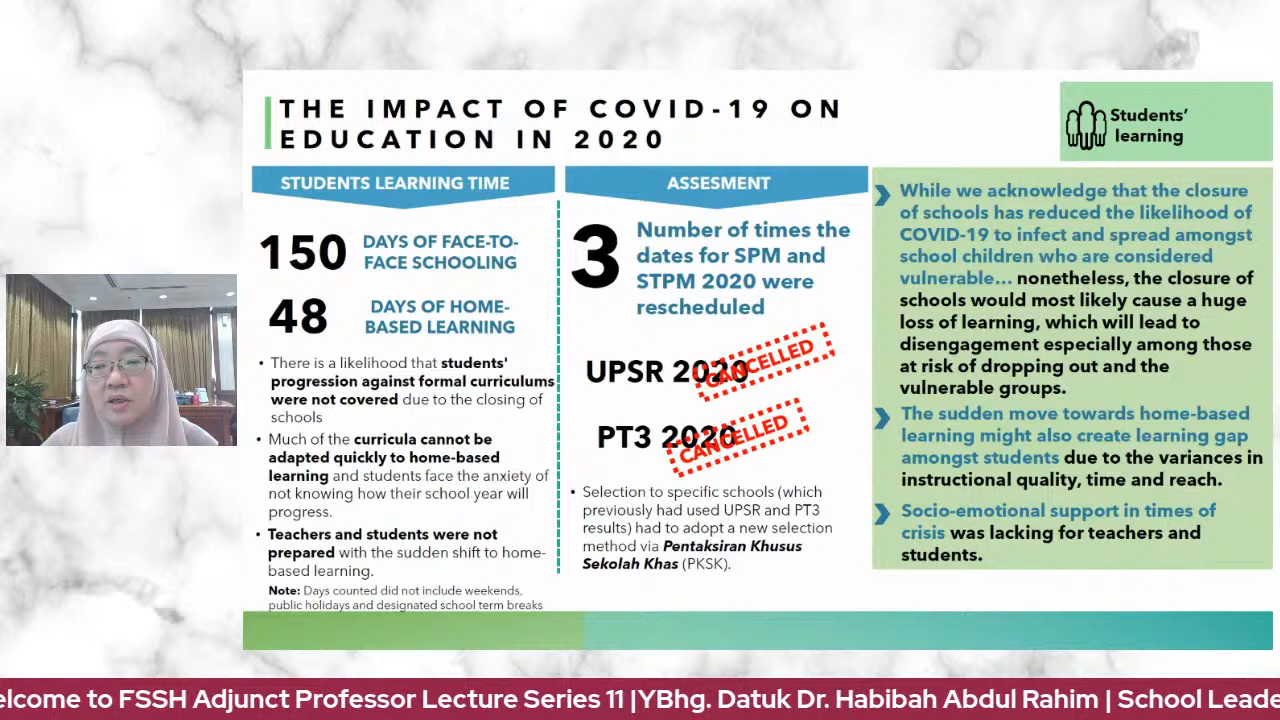 THE IMPACT OF COVID-19 ON
EDUCATION IN 2020
Students'
learning
STUDENTS LEARNING TIME
150
DAYS OF FACE-TO-
FACE SCHOOLING
48
DAYS OF HOME-
BASED LEARNING
• There is a likelihood that students'
progression against formal curriculums
were not covered due to the closing of
schools
• Much of the curricula cannot be
adapted quickly to home-based
learning and students face the anxiety of
not knowing how their school year will
progress.
• Teachers and students were not
prepared with the sudden shift to home-
based learning.
Note: Days counted did not include weekends,
public holidays and designated school term breaks
ASSESMENT
3
Number of times the
dates for SPM and
STPM 2020 were
rescheduled
UPSR 2020
CANCELLED
PT3 2020
CANCELLED
• Selection to specific schools (which
previously had used UPSR and PT3
results) had to adopt a new selection
method via Pentaksiran Khusus
Sekolah Khas (PKSK).
While we acknowledge that the closure
of schools has reduced the likelihood of
COVID-19 to infect and spread amongst
school children who are considered
vulnerable... nonetheless, the closure of
schools would most likely cause a huge
loss of learning, which will lead to
disengagement especially among those
at risk of dropping out and the
vulnerable groups.
The sudden move towards home-based
learning might also create learning gap
amongst students due to the variances in
instructional quality, time and reach.
Socio-emotional support in times of
crisis was lacking for teachers and
students.
elcome to FSSH Adjunct Professor Lecture Series 11 |YBhg. Datuk Dr. Habibah Abdul Rahim | School Leade